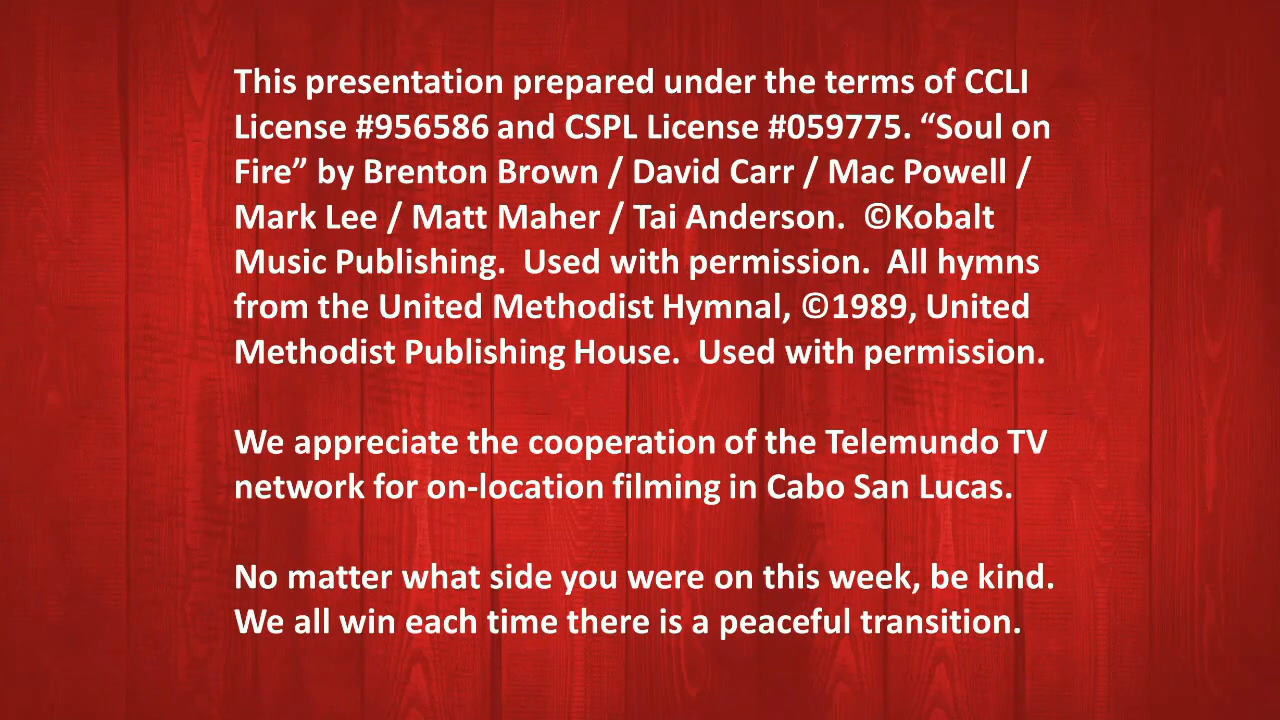 This presentation prepared under the terms of CCLI
License #956586 and CSPL License #059775. “Soul on
Fire” by Brenton Brown / David Carr / Mac Powell /
Mark Lee / Matt Maher / Tai Anderson.  ©Kobalt
Music Publishing.  Used with permission.  All hymns
from the United Methodist Hymnal, ©1989, United
Methodist Publishing House.  Used with permission.
We appreciate the cooperation of the Telemundo TV
network for on-location filming in Cabo San Lucas.
No matter what side you were on this week, be kind.
We all win each time there is a peaceful transition.